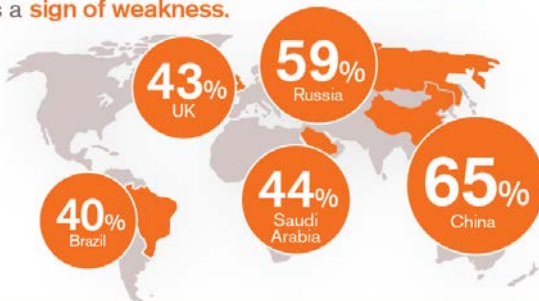 s a sign of weakness.
43%
UK
59%
Russia
40%
Brazil
44%
Saudi
Arabia
65%
China